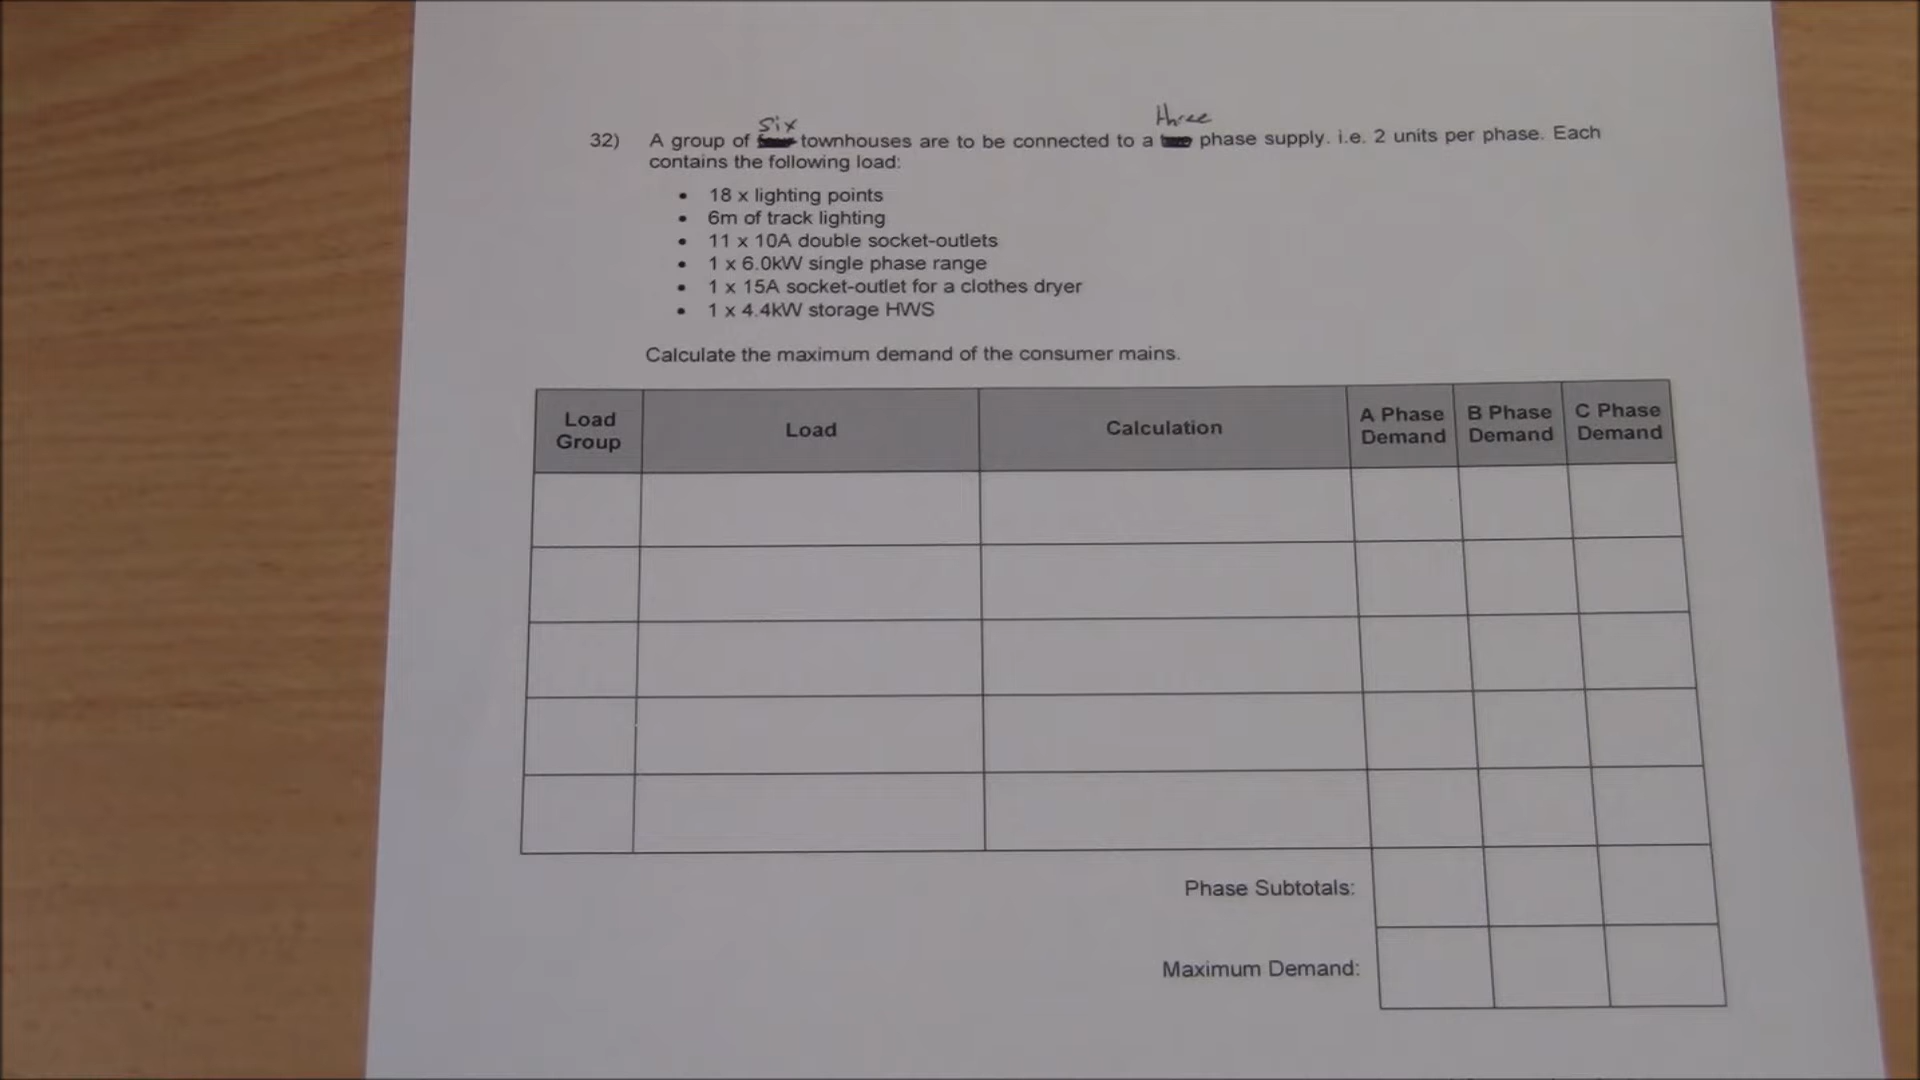 six three
32) A group of townhouses are to be connected to a phase supply. i.e. 2 units per phase. Each
contains the following load:
• 18 x lighting points
• 6m of track lighting
• 11 x 10A double socket-outlets
• 1 x 6.0kW single phase range
• 1 x 15A socket-outlet for a clothes dryer
• 1 x 4.4kW storage HWS
Calculate the maximum demand of the consumer mains.
Load Group Load Calculation A Phase Demand B Phase Demand C Phase Demand
Phase Subtotals:
Maximum Demand: